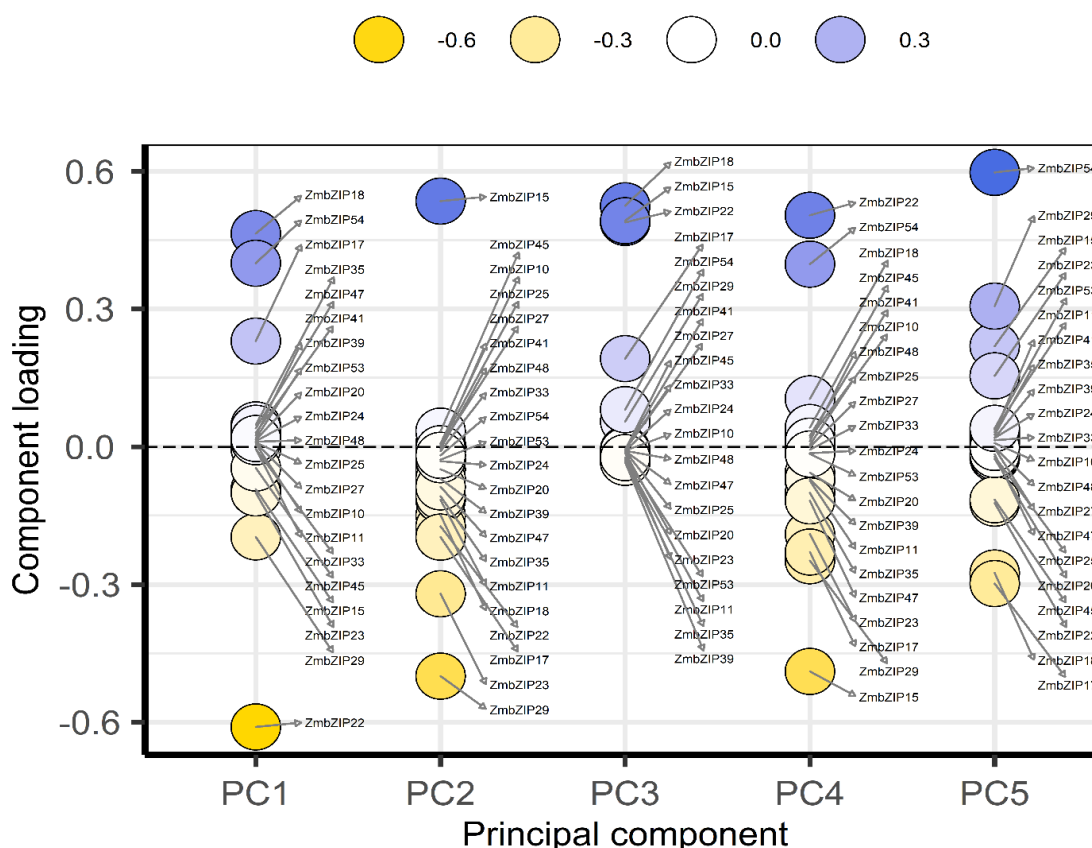 -0.6 -0.3 0.0 0.3
Component loading
0.6
0.3
0.0
-0.3
-0.6
ZmbZIP18
ZmbZIP54
ZmbZIP17
ZmbZIP35
ZmbZIP47
ZmbZIP41
ZmbZIP39
ZmbZIP53
ZmbZIP20
ZmbZIP24
ZmbZIP48
ZmbZIP25
ZmbZIP27
ZmbZIP10
ZmbZIP11
ZmbZIP33
ZmbZIP45
ZmbZIP15
ZmbZIP23
ZmbZIP29
ZmbZIP22
ZmbZIP15
ZmbZIP45
ZmbZIP10
ZmbZIP25
ZmbZIP27
ZmbZIP41
ZmbZIP48
ZmbZIP33
ZmbZIP54
ZmbZIP53
ZmbZIP24
ZmbZIP20
ZmbZIP39
ZmbZIP47
ZmbZIP35
ZmbZIP11
ZmbZIP18
ZmbZIP22
ZmbZIP17
ZmbZIP23
ZmbZIP29
ZmbZIP18
ZmbZIP15
ZmbZIP22
ZmbZIP17
ZmbZIP54
ZmbZIP29
ZmbZIP41
ZmbZIP27
ZmbZIP45
ZmbZIP33
ZmbZIP24
ZmbZIP10
ZmbZIP48
ZmbZIP47
ZmbZIP25
ZmbZIP20
ZmbZIP23
ZmbZIP53
ZmbZIP11
ZmbZIP35
ZmbZIP39
ZmbZIP22
ZmbZIP54
ZmbZIP18
ZmbZIP45
ZmbZIP41
ZmbZIP10
ZmbZIP48
ZmbZIP25
ZmbZIP27
ZmbZIP33
ZmbZIP24
ZmbZIP53
ZmbZIP20
ZmbZIP39
ZmbZIP11
ZmbZIP35
ZmbZIP47
ZmbZIP23
ZmbZIP17
ZmbZIP29
ZmbZIP15
ZmbZIP54
PC1 PC2 PC3 PC4 PC5
Principal component